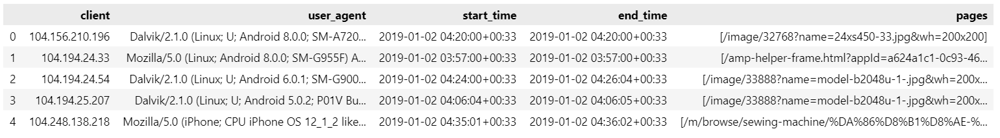 client user_agent start_time end_time pages
0 104.156.210.196 Dalvik/2.1.0 (Linux; U; Android 8.0.0; SM-A720... 2019-01-02 04:20:00+00:33 2019-01-02 04:20:00+00:33 [/image/32768?name=24xs450-33.jpg&wh=200x200]
1 104.194.24.33 Mozilla/5.0 (Linux; Android 8.0.0; SM-G955F) A... 2019-01-02 03:57:00+00:33 2019-01-02 03:57:00+00:33 [/amp-helper-frame.html?appId=a624a1c1-0c93-46...
2 104.194.24.54 Dalvik/2.1.0 (Linux; U; Android 6.0.1; SM-G900... 2019-01-02 04:24:00+00:33 2019-01-02 04:26:04+00:33 [/image/33888?name=model-b2048u-1-.jpg&wh=200x...
3 104.194.25.207 Dalvik/2.1.0 (Linux; U; Android 5.0.2; P01V Bu... 2019-01-02 04:06:04+00:33 2019-01-02 04:06:05+00:33 [/image/33888?name=model-b2048u-1-.jpg&wh=200x...
4 104.248.138.218 Mozilla/5.0 (iPhone; CPU iPhone OS 12_1_2 like... 2019-01-02 04:35:01+00:33 2019-01-02 04:36:02+00:33 [/m/browse/sewing-machine/%DA%86%D8%B1%D8%AE-%...